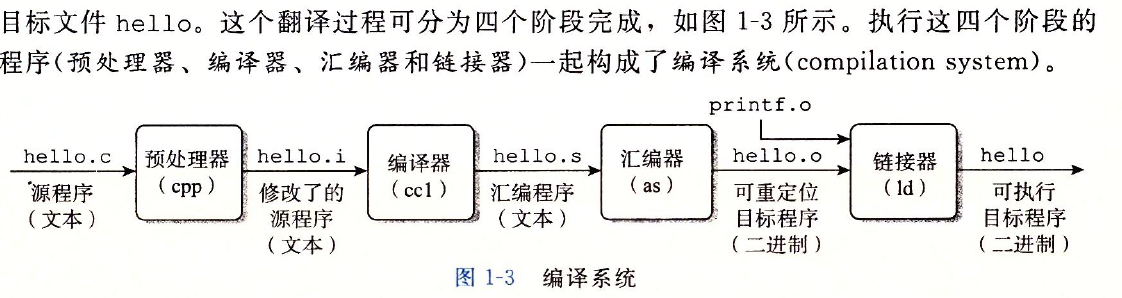 目标文件 hello。这个翻译过程可分为四个阶段完成，如图 1-3 所示。执行这四个阶段的
程序(预处理器、编译器、汇编器和链接器)一起构成了编译系统(compilation system)。
printf.o
hello.c
预处理器
(cpp)
hello.i
编译器
(cc1)
hello.s
汇编器
(as)
hello.o
链接器
(ld)
hello
源程序
(文本)
修改了的
源程序
(文本)
汇编程序
(文本)
可重定位
目标程序
(二进制)
可执行
目标程序
(二进制)
图 1-3 编译系统